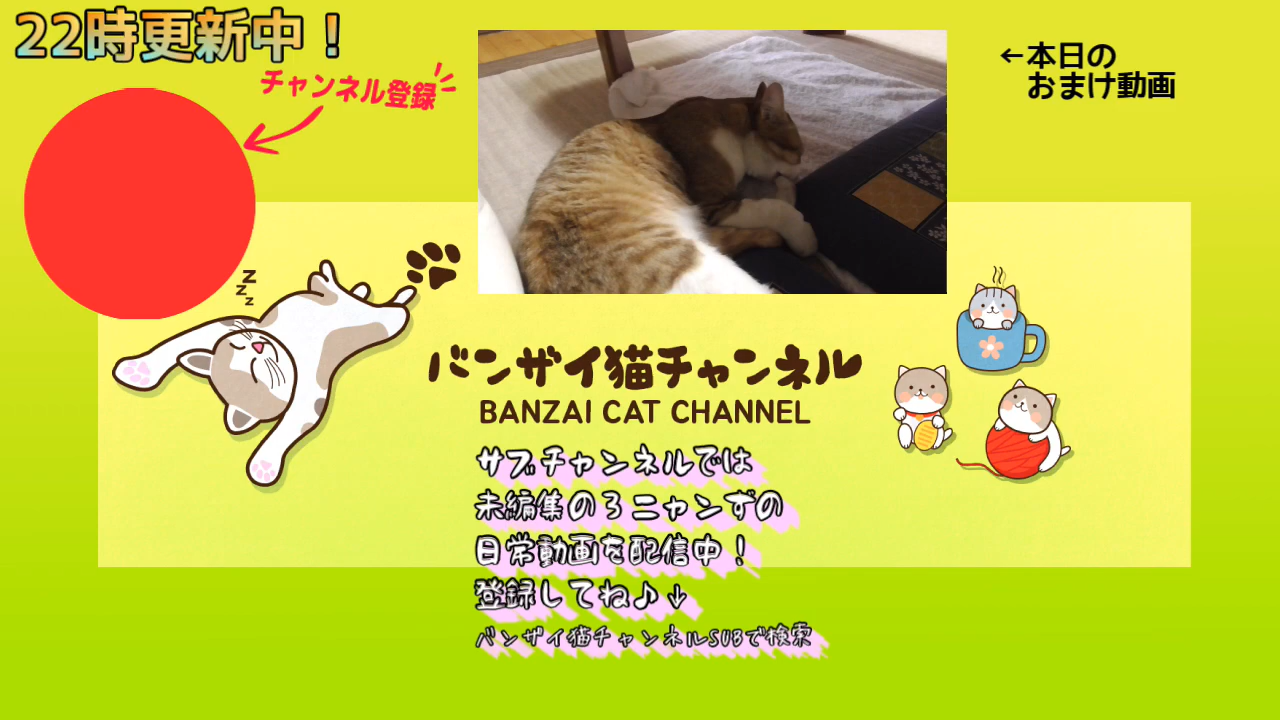 22時更新中！
チャンネル登録
←本日の
おまけ動画
zzz
バンザイ猫チャンネル
BANZAI CAT CHANNEL
サブチャンネルでは
未編集の3ニャンずの
日常動画を配信中！
登録してね♪↓
バンザイ猫チャンネルSUBで検索